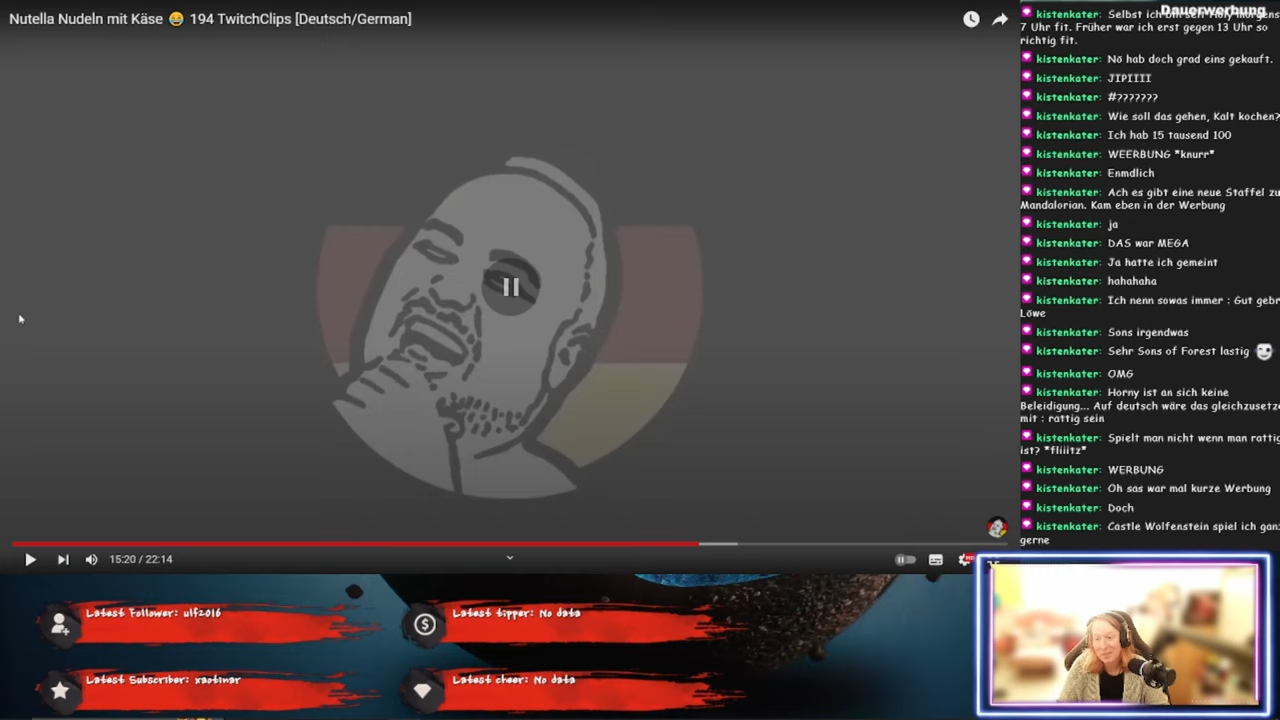 Nutella Nudeln mit Käse 😂 194 TwitchClips [Deutsch/German]
Dauerwerbung
kistenkater: Selbst ich bin seit
7 Uhr fit. Früher war ich erst gegen 13 Uhr so
richtig fit.
kistenkater: Nö hab doch grad eins gekauft.
kistenkater: JIPIIII
kistenkater: #???????
kistenkater: Wie soll das gehen, Kalt kochen?
kistenkater: Ich hab 15 tausend 100
kistenkater: WEERBUNG *knurr*
kistenkater: Enmdlich
kistenkater: Ach es gibt eine neue Staffel zu
Mandalorian. Kam eben in der Werbung
kistenkater: ja
kistenkater: DAS war MEGA
kistenkater: Ja hatte ich gemeint
kistenkater: hahahaha
kistenkater: Ich nenn sowas immer : Gut gebr
Löwe
kistenkater: Sons irgendwas
kistenkater: Sehr Sons of Forest lastig
kistenkater: OMG
kistenkater: Horny ist an sich keine
Beleidigung... Auf deutsch wäre das gleichzusetze
mit : rattig sein
kistenkater: Spielt man nicht wenn man rattig
ist? *fliiitz*
kistenkater: WERBUNG
kistenkater: Oh sas war mal kurze Werbung
kistenkater: Doch
kistenkater: Castle Wolfenstein spiel ich gan
gerne
15:20 / 22:14
Latest Follower: ulf2016
Latest tipper: No data
Latest Subscriber: xaotinar
Latest cheer: No data